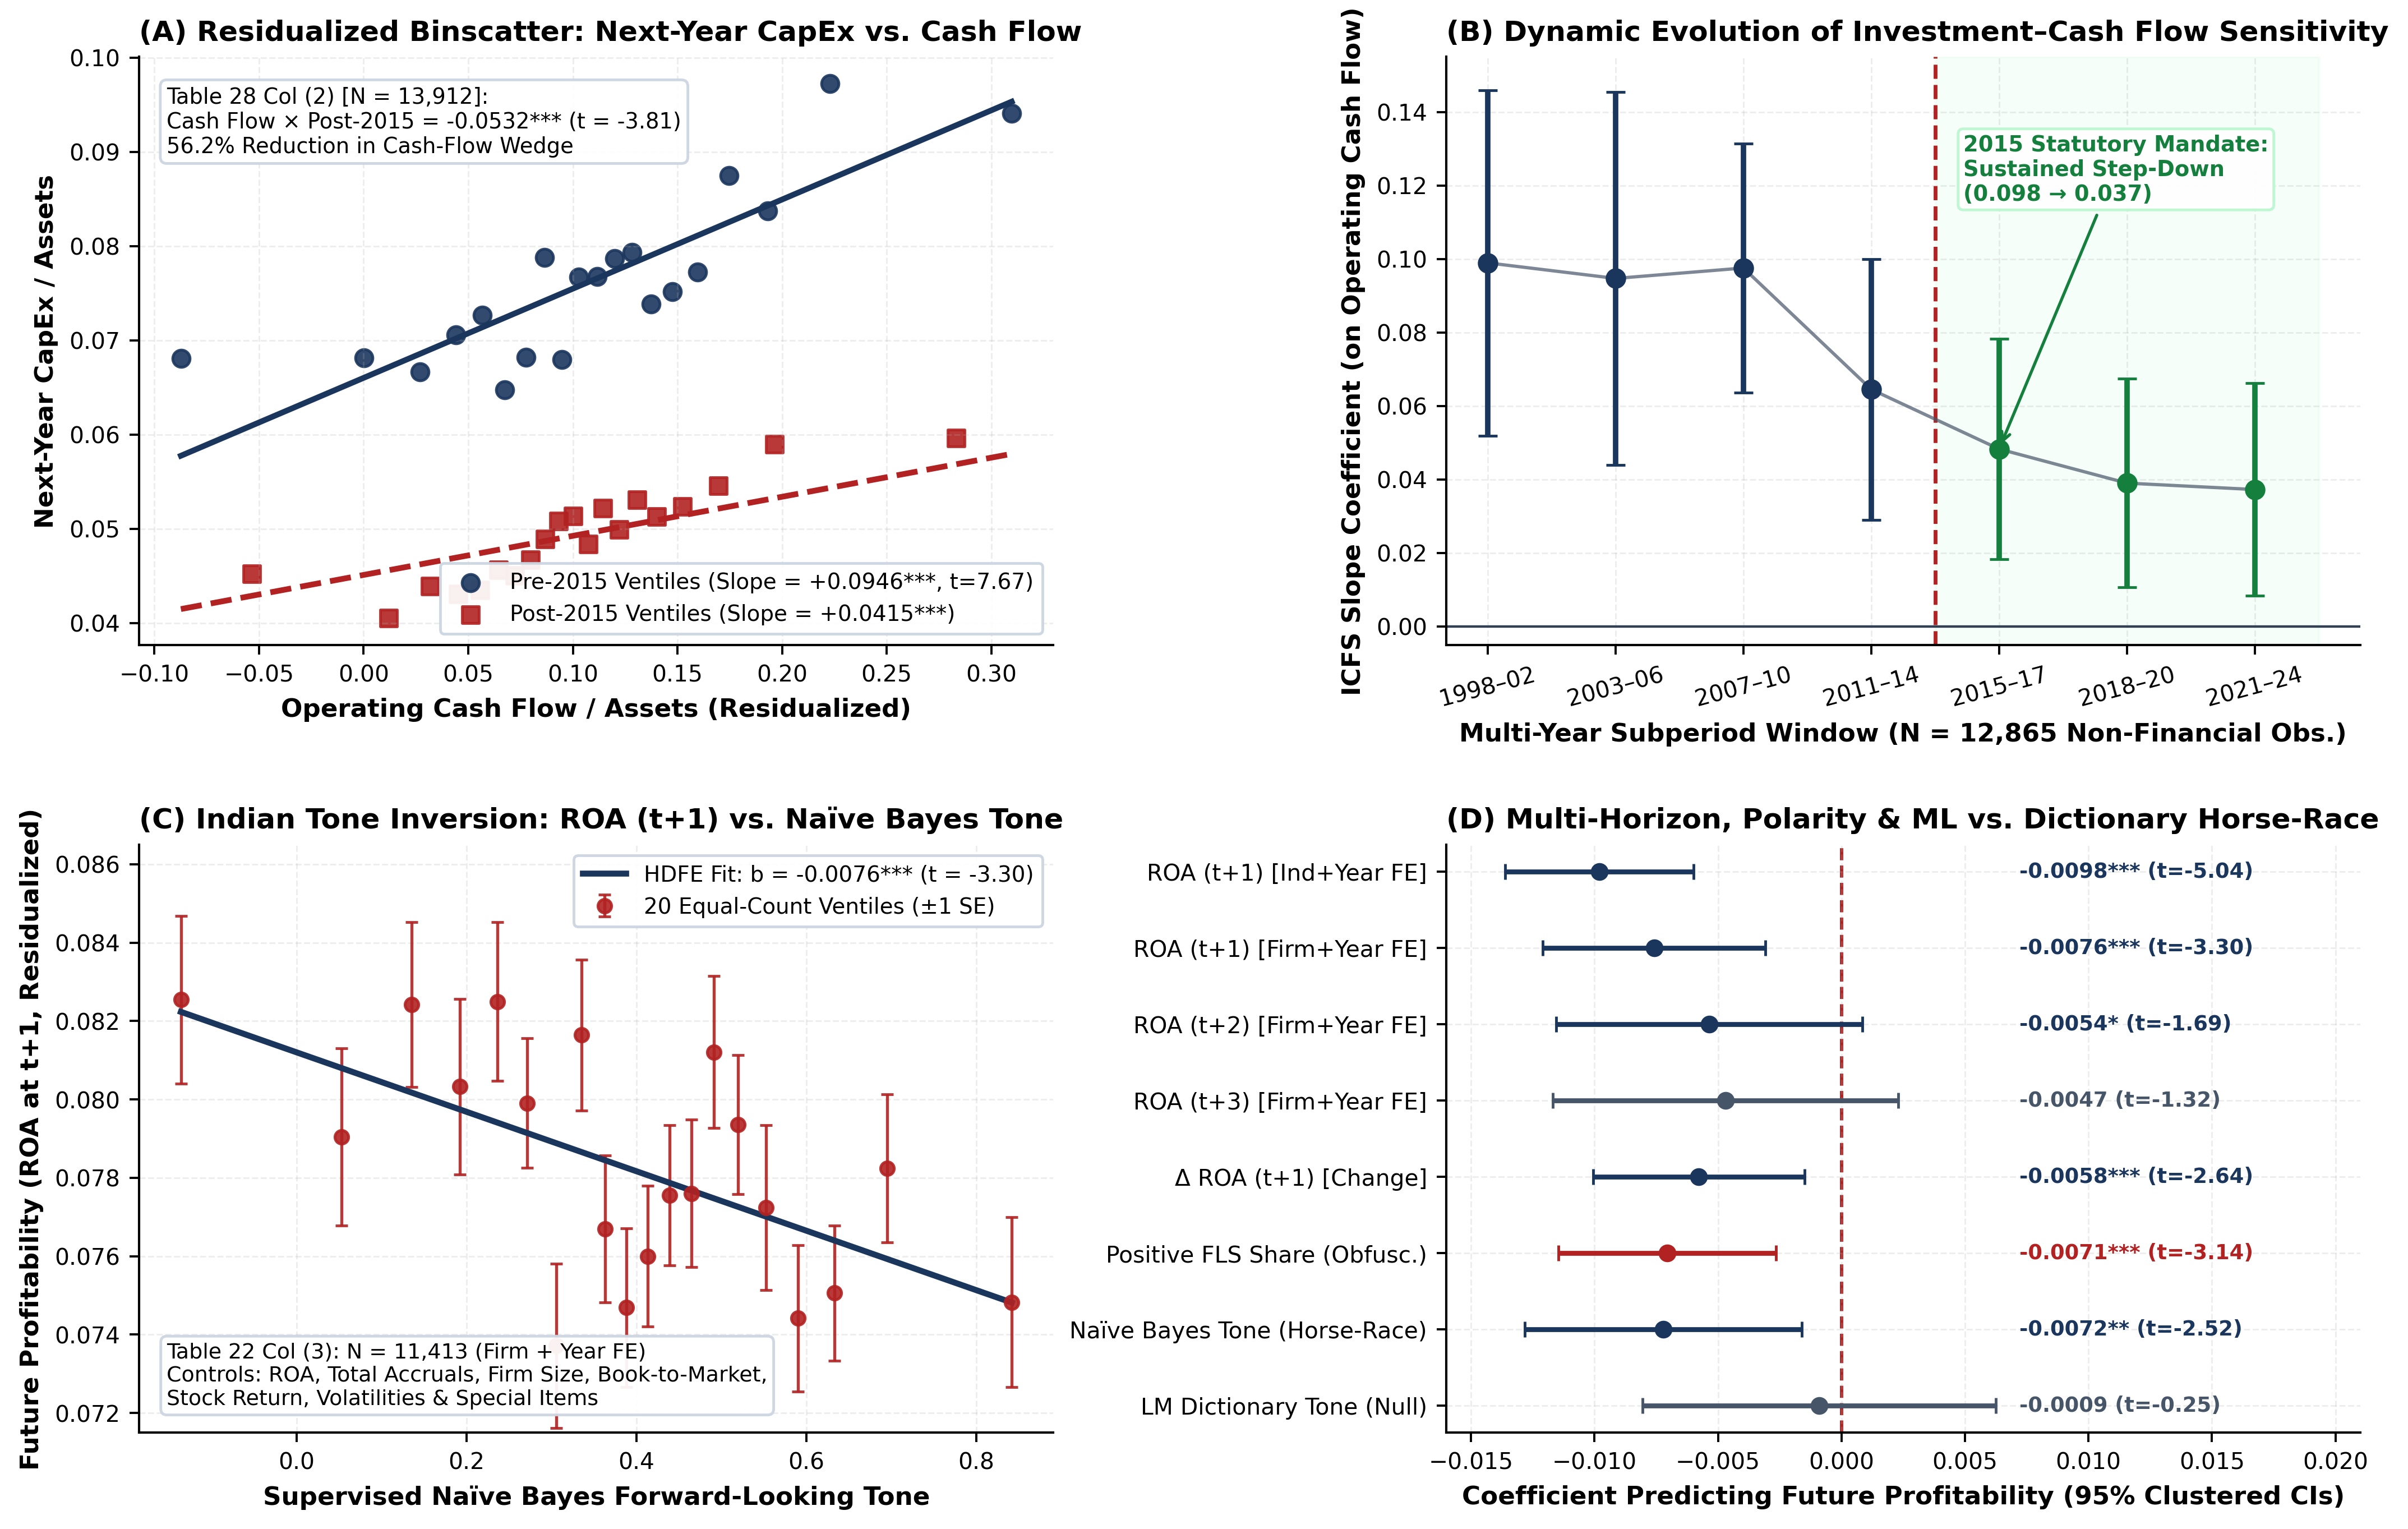 (A) Residualized Binscatter: Next-Year CapEx vs. Cash Flow
Next-Year CapEx / Assets
0.10
0.09
0.08
0.07
0.06
0.05
0.04
Table 28 Col (2) [N = 13,912]:
Cash Flow × Post-2015 = -0.0532*** (t = -3.81)
56.2% Reduction in Cash-Flow Wedge
Pre-2015 Ventiles (Slope = +0.0946***, t=7.67)
Post-2015 Ventiles (Slope = +0.0415***)
−0.10 −0.05 0.00 0.05 0.10 0.15 0.20 0.25 0.30
Operating Cash Flow / Assets (Residualized)
(B) Dynamic Evolution of Investment–Cash Flow Sensitivity
ICFS Slope Coefficient (on Operating Cash Flow)
0.14
0.12
0.10
0.08
0.06
0.04
0.02
0.00
2015 Statutory Mandate:
Sustained Step-Down
(0.098 → 0.037)
1998–02 2003–06 2007–10 2011–14 2015–17 2018–20 2021–24
Multi-Year Subperiod Window (N = 12,865 Non-Financial Obs.)
(C) Indian Tone Inversion: ROA (t+1) vs. Naïve Bayes Tone
Future Profitability (ROA at t+1, Residualized)
0.086
0.084
0.082
0.080
0.078
0.076
0.074
0.072
HDFE Fit: b = -0.0076*** (t = -3.30)
20 Equal-Count Ventiles (±1 SE)
Table 22 Col (3): N = 11,413 (Firm + Year FE)
Controls: ROA, Total Accruals, Firm Size, Book-to-Market,
Stock Return, Volatilities & Special Items
0.0 0.2 0.4 0.6 0.8
Supervised Naïve Bayes Forward-Looking Tone
(D) Multi-Horizon, Polarity & ML vs. Dictionary Horse-Race
ROA (t+1) [Ind+Year FE] -0.0098*** (t=-5.04)
ROA (t+1) [Firm+Year FE] -0.0076*** (t=-3.30)
ROA (t+2) [Firm+Year FE] -0.0054* (t=-1.69)
ROA (t+3) [Firm+Year FE] -0.0047 (t=-1.32)
Δ ROA (t+1) [Change] -0.0058*** (t=-2.64)
Positive FLS Share (Obfusc.) -0.0071*** (t=-3.14)
Naïve Bayes Tone (Horse-Race) -0.0072** (t=-2.52)
LM Dictionary Tone (Null) -0.0009 (t=-0.25)
−0.015 −0.010 −0.005 0.000 0.005 0.010 0.015 0.020
Coefficient Predicting Future Profitability (95% Clustered CIs)